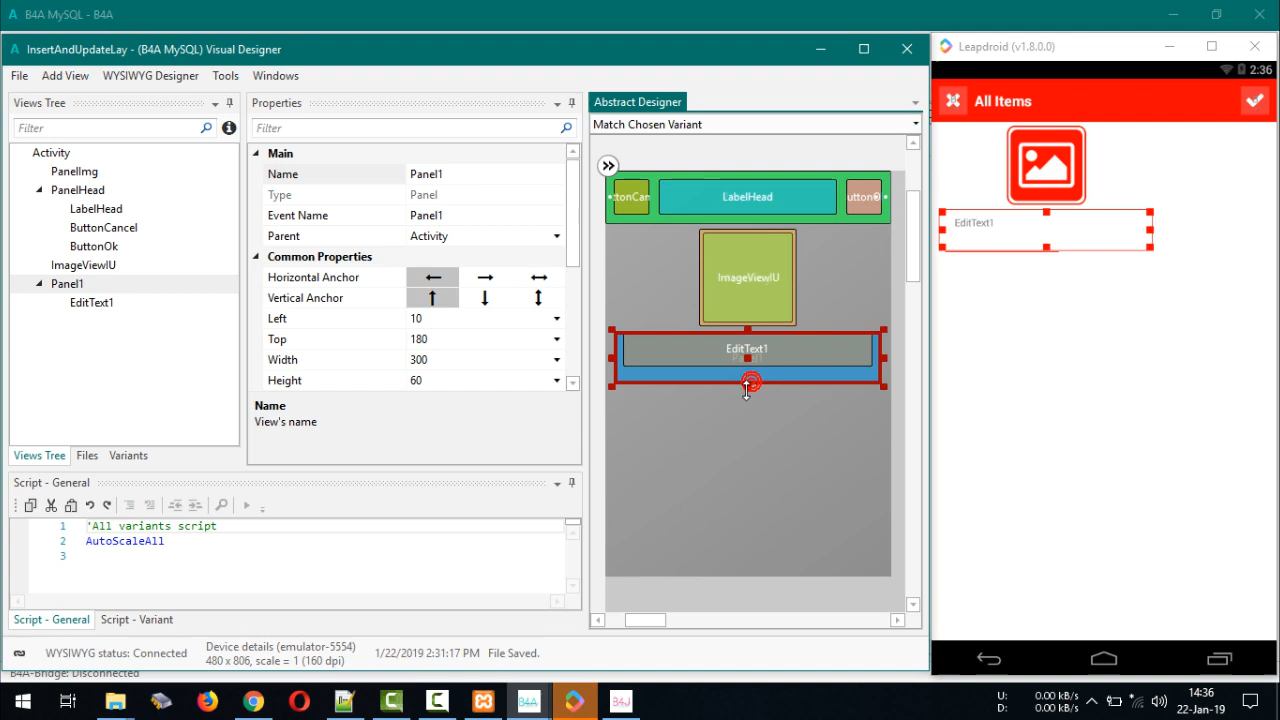 B4A MySQL - B4A
InsertAndUpdateLay - (B4A MySQL) Visual Designer
File Add View WYSIWYG Designer Tools Windows
Views Tree
Filter
Activity
PanelImg
PanelHead
LabelHead
ButtonCancel
ButtonOk
ImageViewIU
Panel1
EditText1
Views Tree Files Variants
Properties
Filter
Main
Name Panel1
Type Panel
Event Name Panel1
Parent Activity
Common Properties
Horizontal Anchor
Vertical Anchor
Left 10
Top 180
Width 300
Height 60
Name
View's name
Script - General
1 'All variants script
2 AutoScaleAll
3
Script - General Script - Variant
WYSIWYG status: Connected
Device details (emulator-5554)
480 x 806, scale = 1 (160 dpi)
1/22/2019 2:31:17 PM File Saved.
B4A-Bridge: Disconnected
Abstract Designer
Match Chosen Variant
ttonCan LabelHead
ImageViewIU
EditText1
Panel1
Leapdroid (v1.8.0.0)
2:36
All Items
EditText1
B4A
B4J
U: 0.00 kB/s
D: 0.00 kB/s
14:36
22-Jan-19